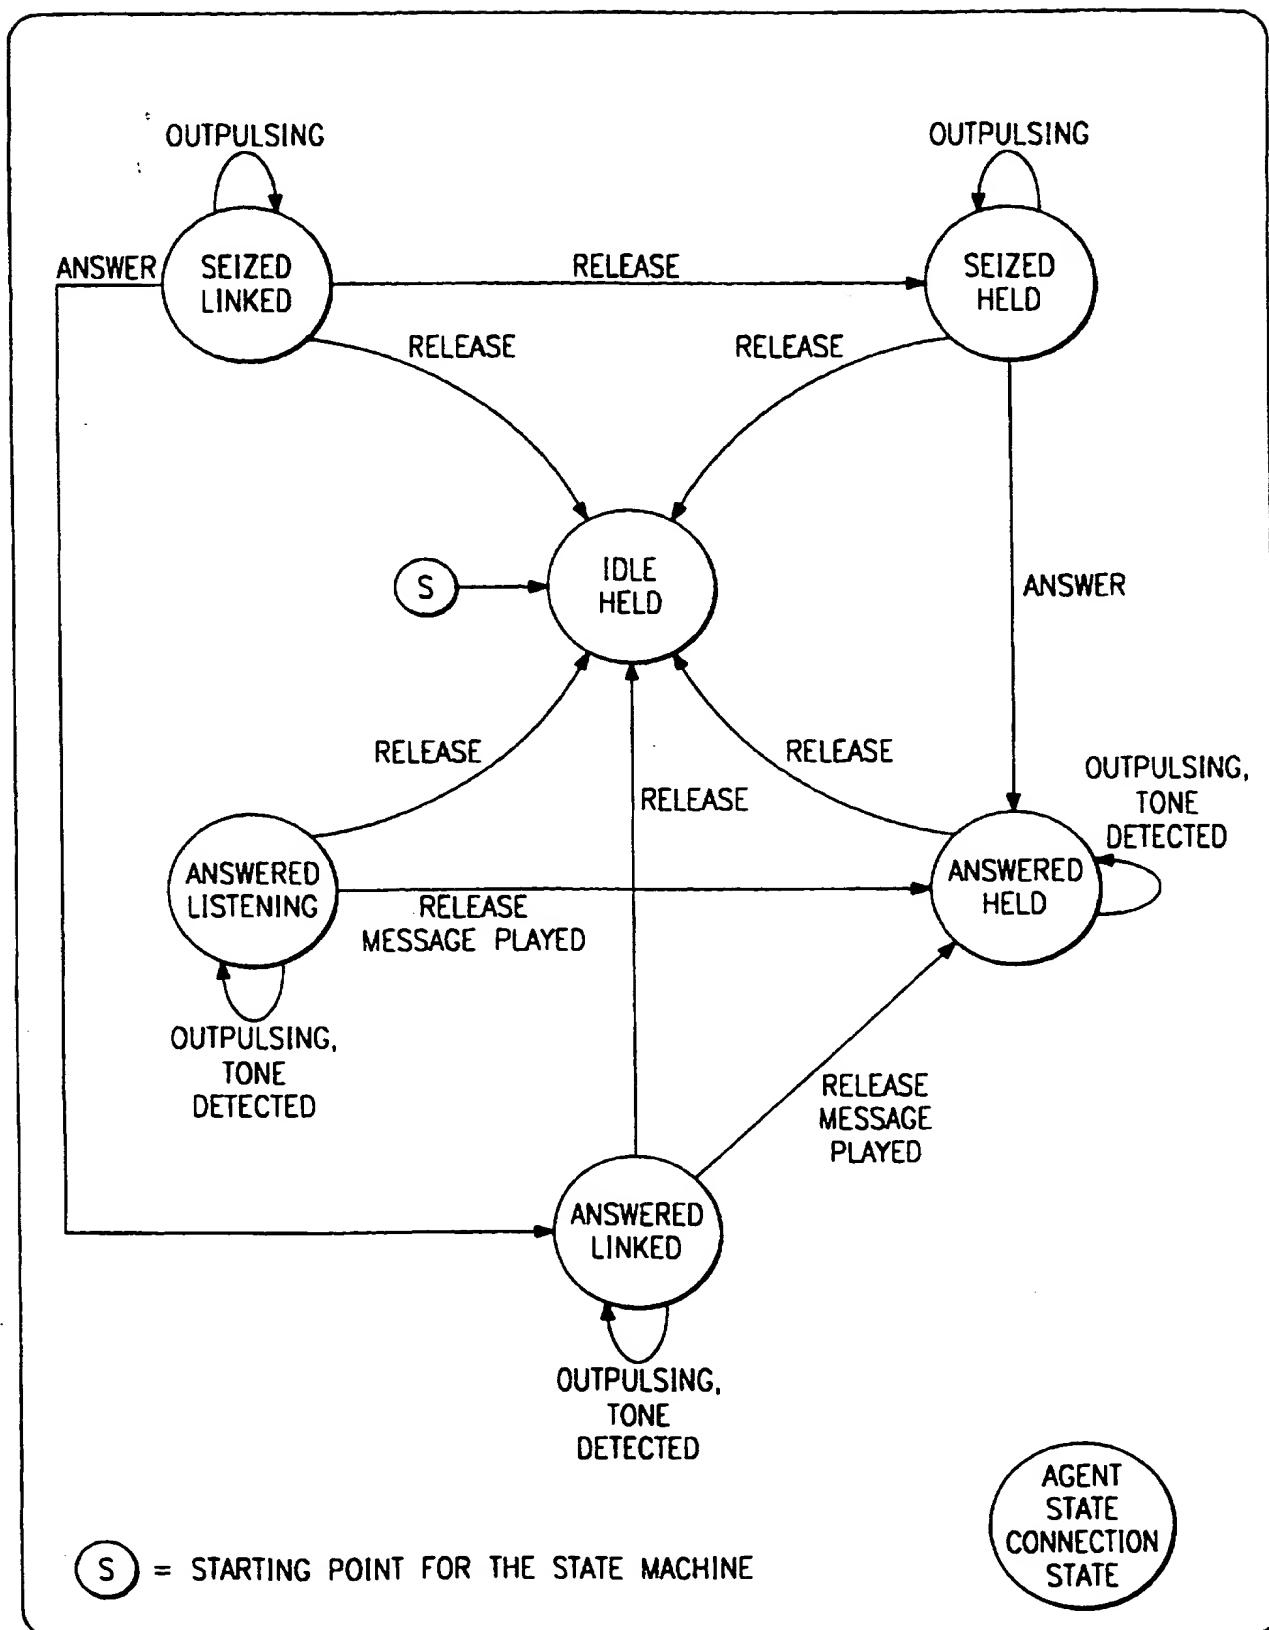 OUTPULSING
OUTPULSING
ANSWER
SEIZED
LINKED
RELEASE
SEIZED
HELD
RELEASE
RELEASE
S
IDLE
HELD
ANSWER
RELEASE
RELEASE
RELEASE
OUTPULSING,
TONE
DETECTED
ANSWERED
LISTENING
RELEASE
MESSAGE PLAYED
ANSWERED
HELD
OUTPULSING,
TONE
DETECTED
RELEASE
MESSAGE
PLAYED
ANSWERED
LINKED
OUTPULSING,
TONE
DETECTED
AGENT
STATE
CONNECTION
STATE
S = STARTING POINT FOR THE STATE MACHINE